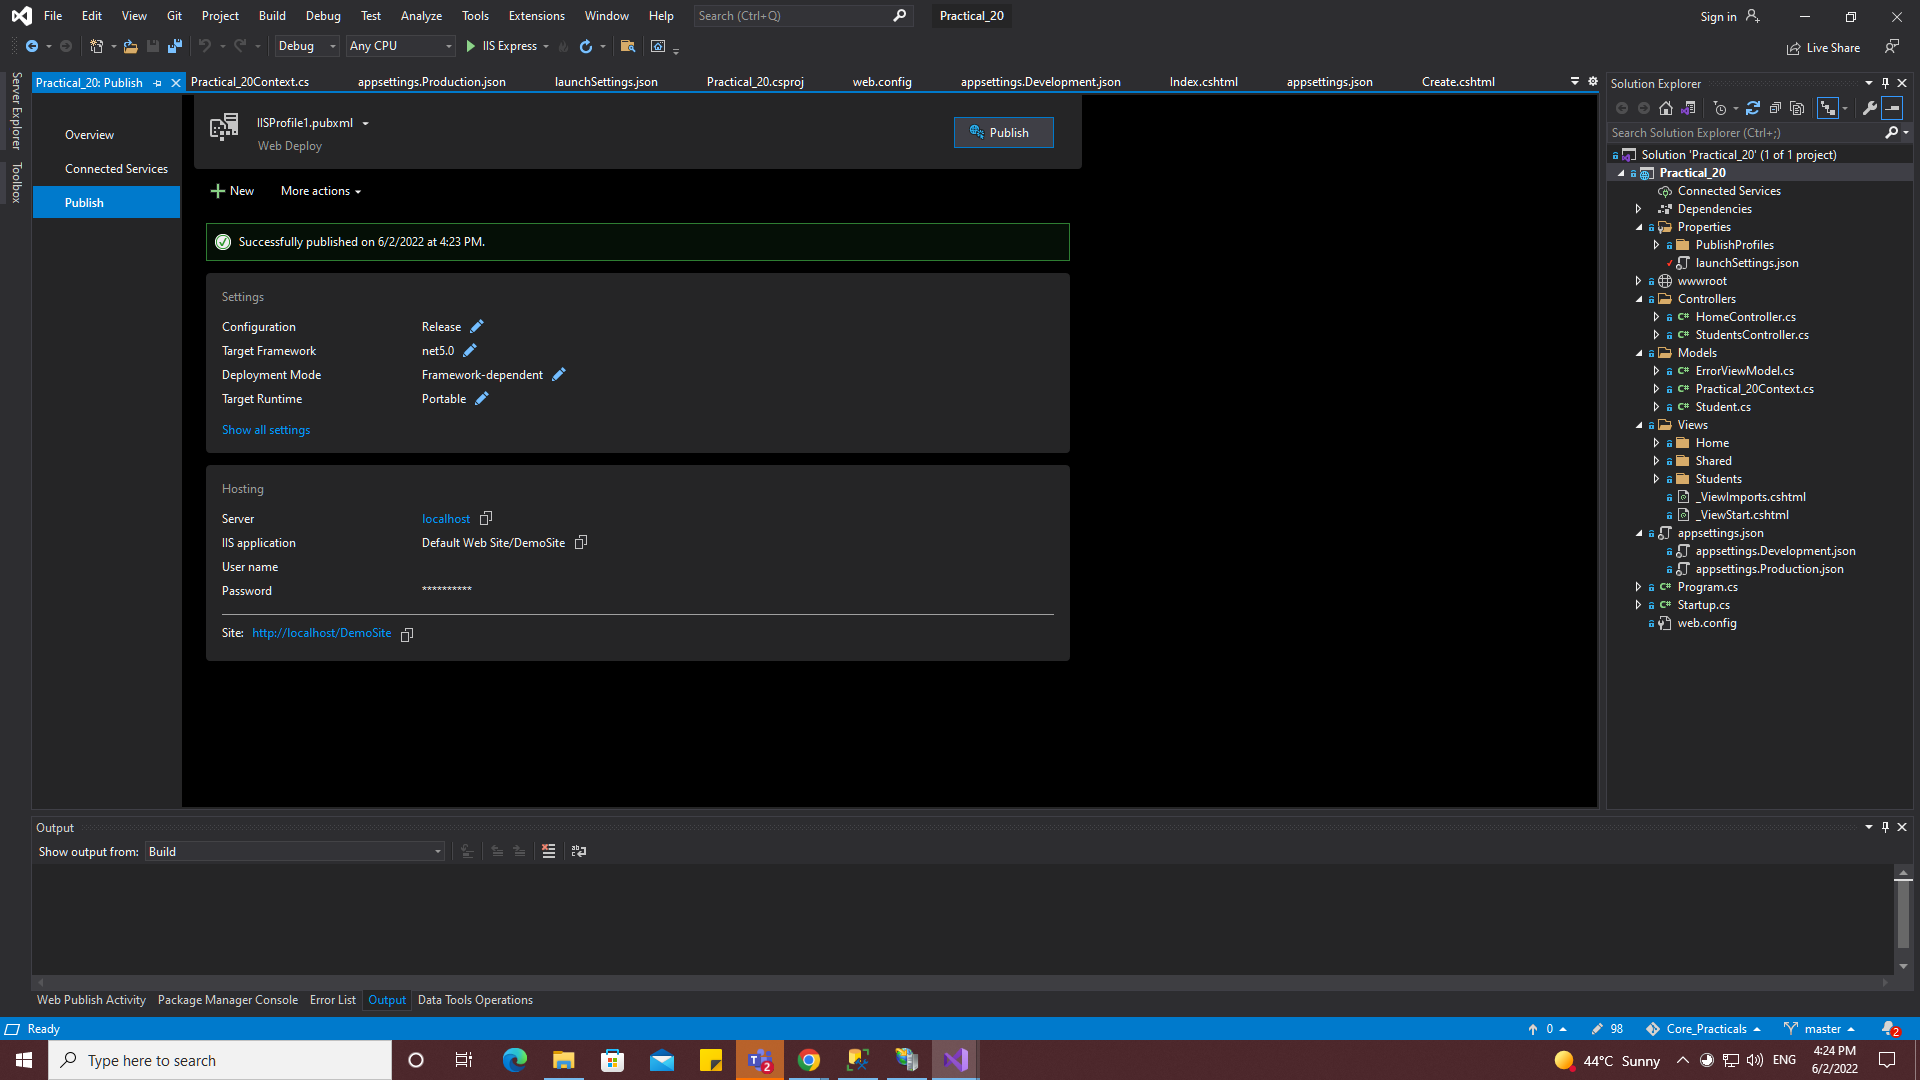 File Edit View Git Project Build Debug Test Analyze Tools Extensions Window Help Search (Ctrl+Q) Practical_20 Sign in
Debug Any CPU IIS Express Live Share
Server Explorer
Toolbox
Practical_20: Publish Practical_20Context.cs appsettings.Production.json launchSettings.json Practical_20.csproj web.config appsettings.Development.json Index.cshtml appsettings.json Create.cshtml
Overview
Connected Services
Publish
IISProfile1.pubxml
Web Deploy
Publish
New More actions
Successfully published on 6/2/2022 at 4:23 PM.
Settings
Configuration Release
Target Framework net5.0
Deployment Mode Framework-dependent
Target Runtime Portable
Show all settings
Hosting
Server localhost
IIS application Default Web Site/DemoSite
User name
Password **********
Site: http://localhost/DemoSite
Solution Explorer
Search Solution Explorer (Ctrl+;)
Solution 'Practical_20' (1 of 1 project)
Practical_20
Connected Services
Dependencies
Properties
PublishProfiles
launchSettings.json
wwwroot
Controllers
C# HomeController.cs
C# StudentsController.cs
Models
C# ErrorViewModel.cs
C# Practical_20Context.cs
C# Student.cs
Views
Home
Shared
Students
_ViewImports.cshtml
_ViewStart.cshtml
appsettings.json
appsettings.Development.json
appsettings.Production.json
C# Program.cs
C# Startup.cs
web.config
Output
Show output from: Build
Web Publish Activity Package Manager Console Error List Output Data Tools Operations
Ready 0 98 Core_Practicals master 2
Type here to search 2 44°C Sunny ENG 4:24 PM
6/2/2022